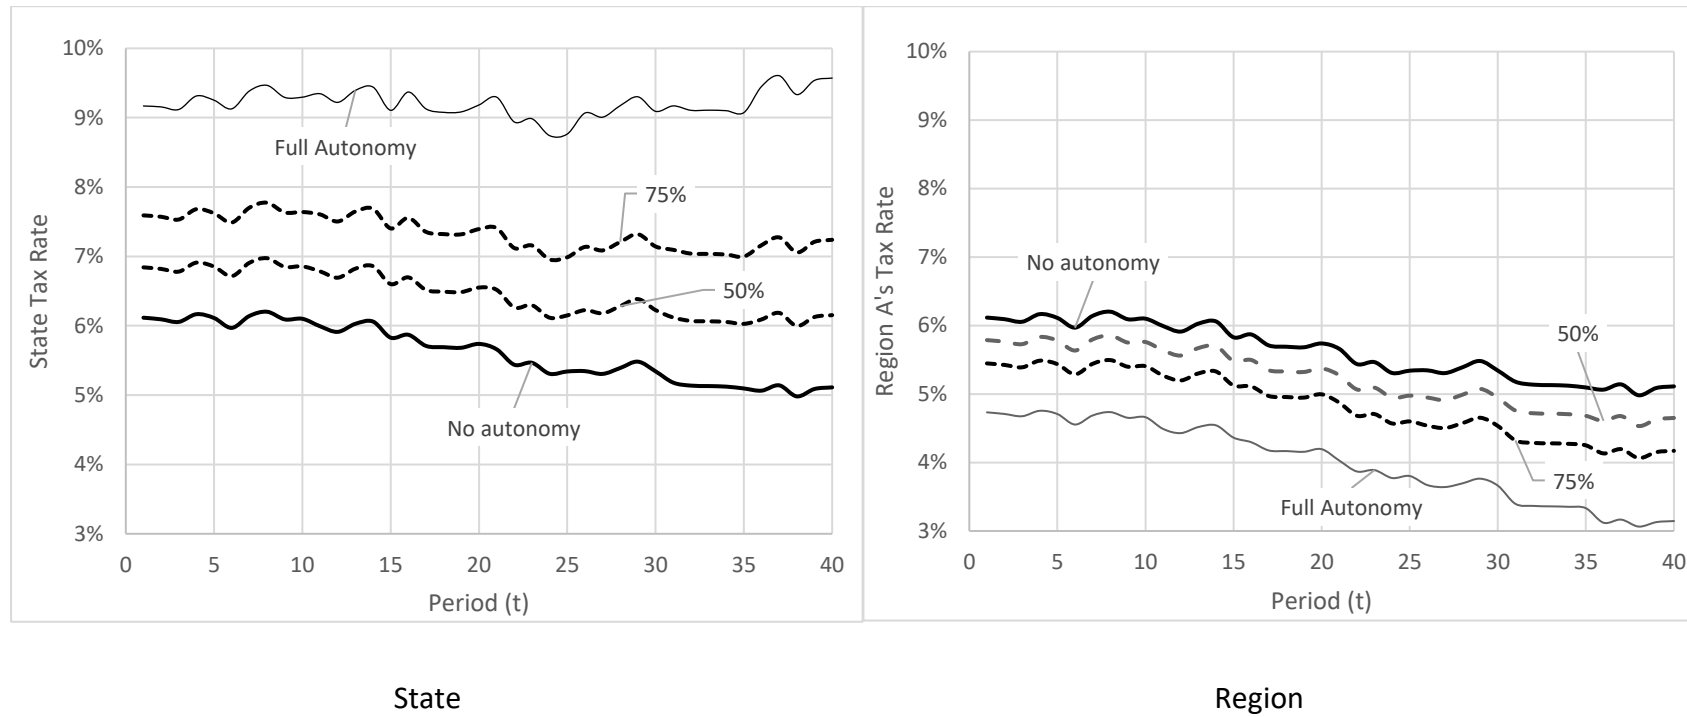 State Tax Rate
10%
9%
8%
7%
6%
5%
4%
3%
Full Autonomy
75%
50%
No autonomy
0 5 10 15 20 25 30 35 40
Period (t)
Region A's Tax Rate
10%
9%
8%
7%
6%
5%
4%
3%
No autonomy
50%
75%
Full Autonomy
0 5 10 15 20 25 30 35 40
Period (t)
State
Region